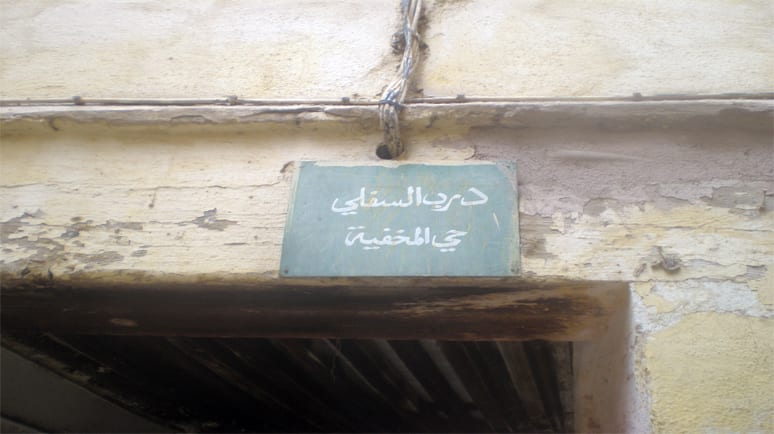 درب السقلي
حي المخفية